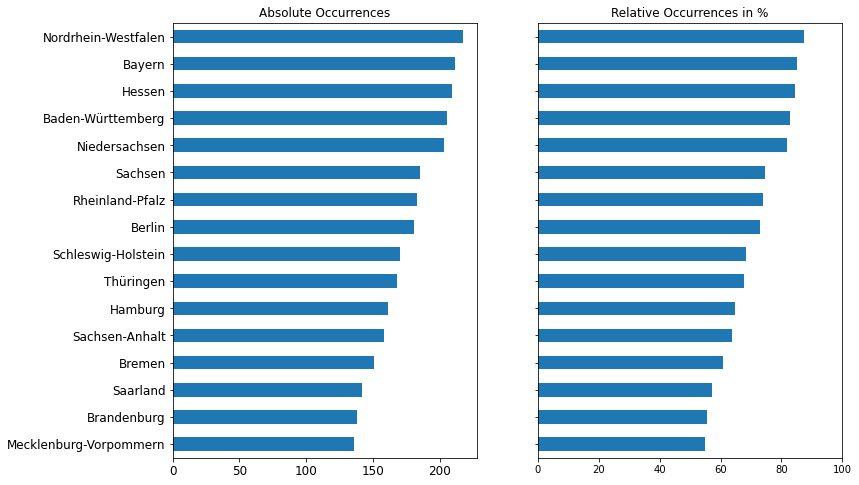 Absolute Occurrences
Relative Occurrences in %
Nordrhein-Westfalen
Bayern
Hessen
Baden-Württemberg
Niedersachsen
Sachsen
Rheinland-Pfalz
Berlin
Schleswig-Holstein
Thüringen
Hamburg
Sachsen-Anhalt
Bremen
Saarland
Brandenburg
Mecklenburg-Vorpommern
0 50 100 150 200
0 20 40 60 80 100